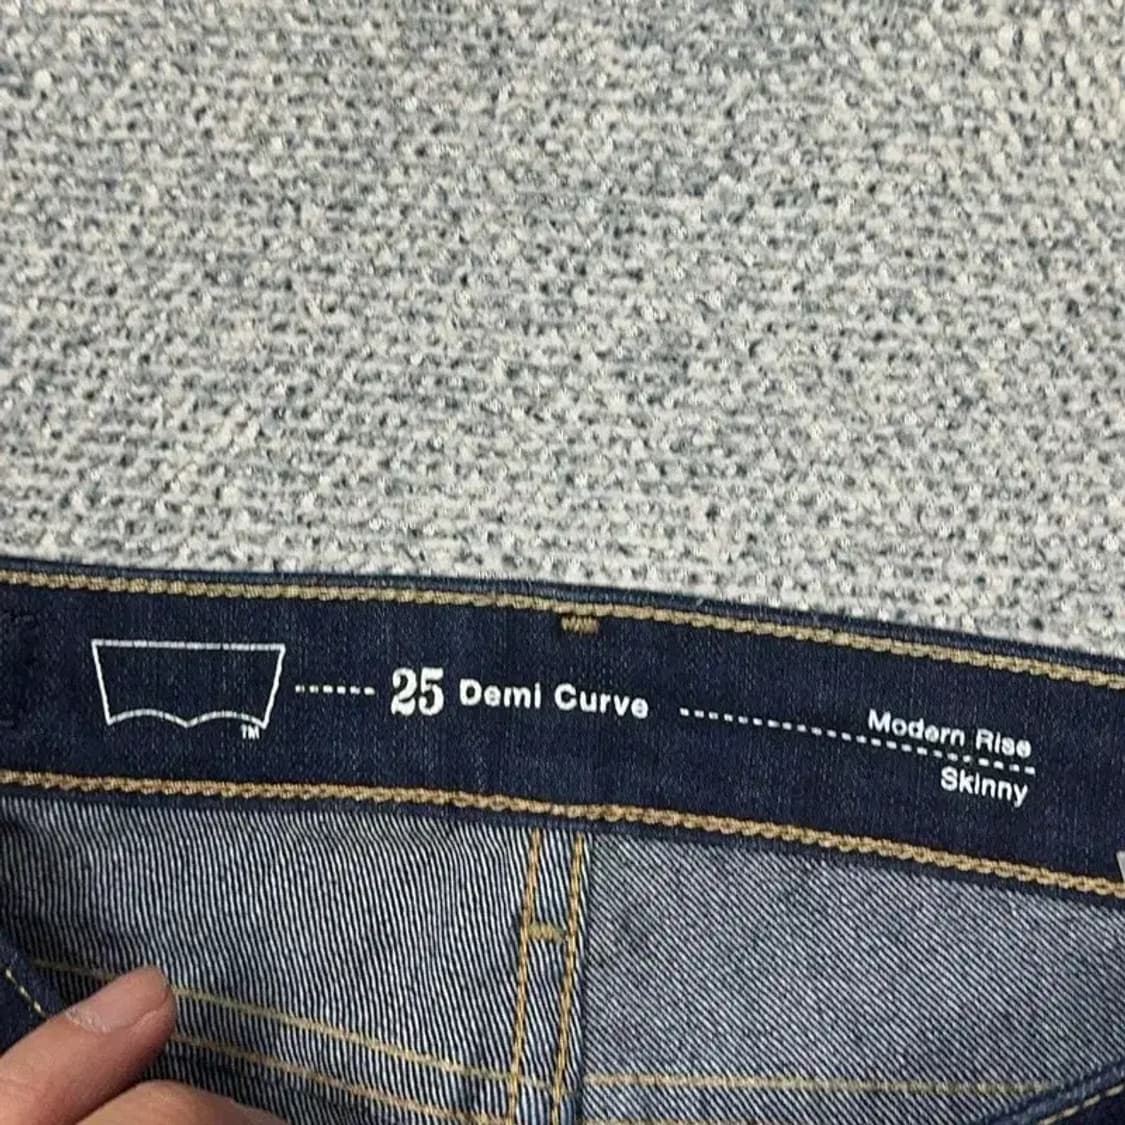 TM
25 Demi Curve
Modern Rise
Skinny